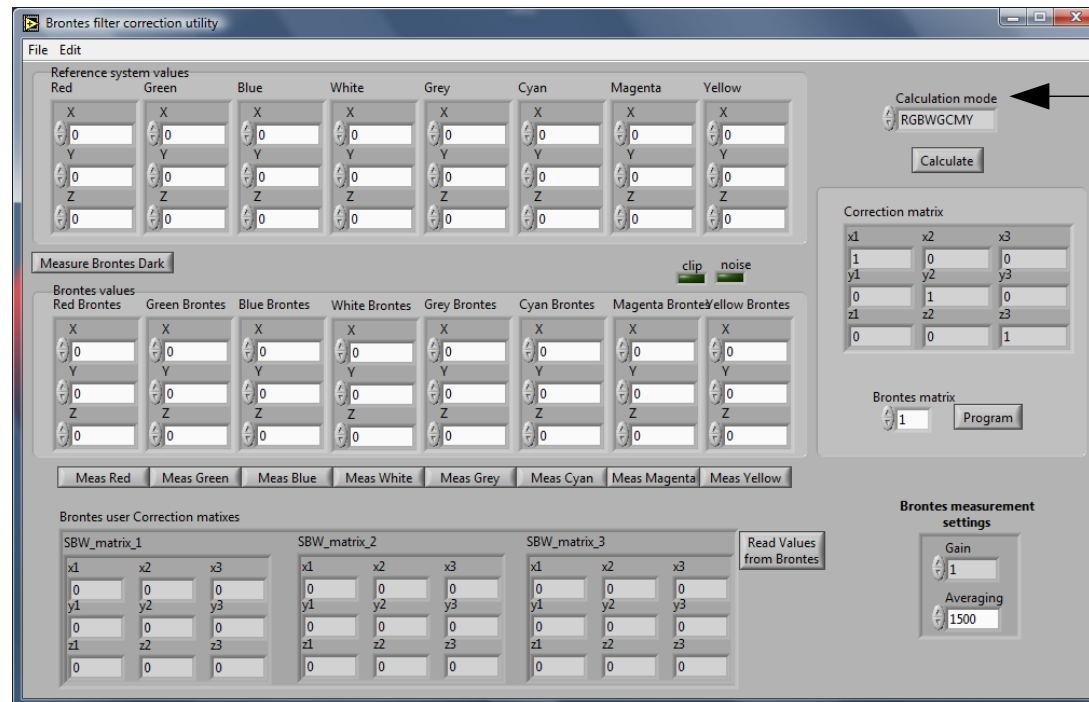 Brontes filter correction utility
File Edit
Reference system values
Red Green Blue White Grey Cyan Magenta Yellow
Calculation mode
X X X X X X X X
RGBWGCMY
0 0 0 0 0 0 0 0
Y Y Y Y Y Y Y Y
Calculate
0 0 0 0 0 0 0 0
Z Z Z Z Z Z Z Z
0 0 0 0 0 0 0 0
Correction matrix
x1 x2 x3
1 0 0
y1 y2 y3
0 1 0
z1 z2 z3
0 0 1
Measure Brontes Dark
clip noise
Brontes values
Red Brontes Green Brontes Blue Brontes White Brontes Grey Brontes Cyan Brontes Magenta Brontes Yellow Brontes
X X X X X X X X
0 0 0 0 0 0 0 0
Y Y Y Y Y Y Y Y
0 0 0 0 0 0 0 0
Z Z Z Z Z Z Z Z
0 0 0 0 0 0 0 0
Brontes matrix
1 Program
Meas Red Meas Green Meas Blue Meas White Meas Grey Meas Cyan Meas Magenta Meas Yellow
Brontes user Correction matixes
SBW_matrix_1 SBW_matrix_2 SBW_matrix_3
x1 x2 x3 x1 x2 x3 x1 x2 x3
0 0 0 0 0 0 0 0 0
y1 y2 y3 y1 y2 y3 y1 y2 y3
0 0 0 0 0 0 0 0 0
z1 z2 z3 z1 z2 z3 z1 z2 z3
0 0 0 0 0 0 0 0 0
Read Values
from Brontes
Brontes measurement
settings
Gain
1
Averaging
1500